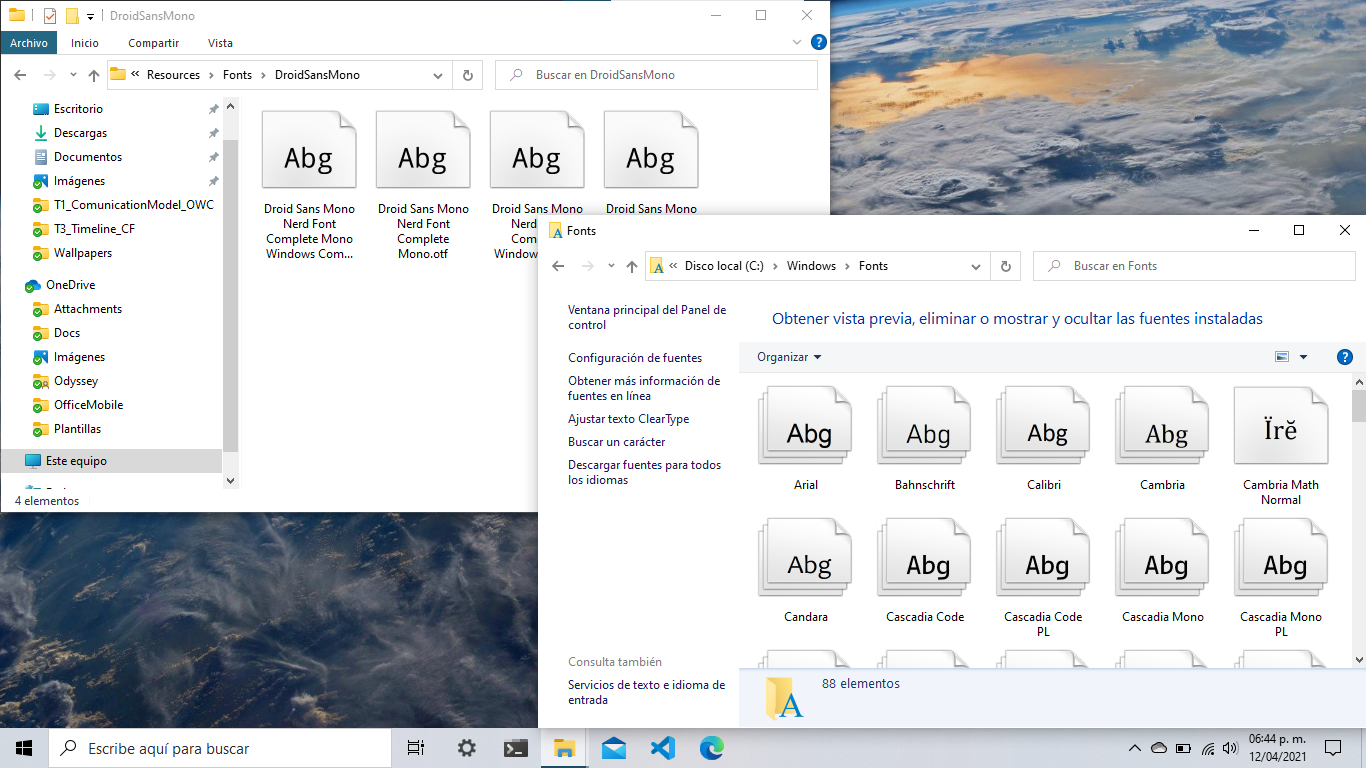 DroidSansMono
Archivo Inicio Compartir Vista
« Resources › Fonts › DroidSansMono
Buscar en DroidSansMono
Escritorio
Descargas
Documentos
Imágenes
T1_ComunicationModel_OWC
T3_Timeline_CF
Wallpapers
OneDrive
Attachments
Docs
Imágenes
Odyssey
OfficeMobile
Plantillas
Este equipo
4 elementos
Abg
Droid Sans Mono
Nerd Font
Complete Mono
Windows Com...
Abg
Droid Sans Mono
Nerd Font
Complete
Mono.otf
Abg
Droid Sans Mono
Abg
Droid Sans Mono
Fonts
« Disco local (C:) › Windows › Fonts
Buscar en Fonts
Ventana principal del Panel de
control
Configuración de fuentes
Obtener más información de
fuentes en línea
Ajustar texto ClearType
Buscar un carácter
Descargar fuentes para todos
los idiomas
Consulta también
Servicios de texto e idioma de
entrada
Obtener vista previa, eliminar o mostrar y ocultar las fuentes instaladas
Organizar
Abg
Arial
Abg
Bahnschrift
Abg
Calibri
Abg
Cambria
Ïrĕ
Cambria Math
Normal
Abg
Candara
Abg
Cascadia Code
Abg
Cascadia Code
PL
Abg
Cascadia Mono
Abg
Cascadia Mono
PL
88 elementos
Escribe aquí para buscar
06:44 p. m.
12/04/2021